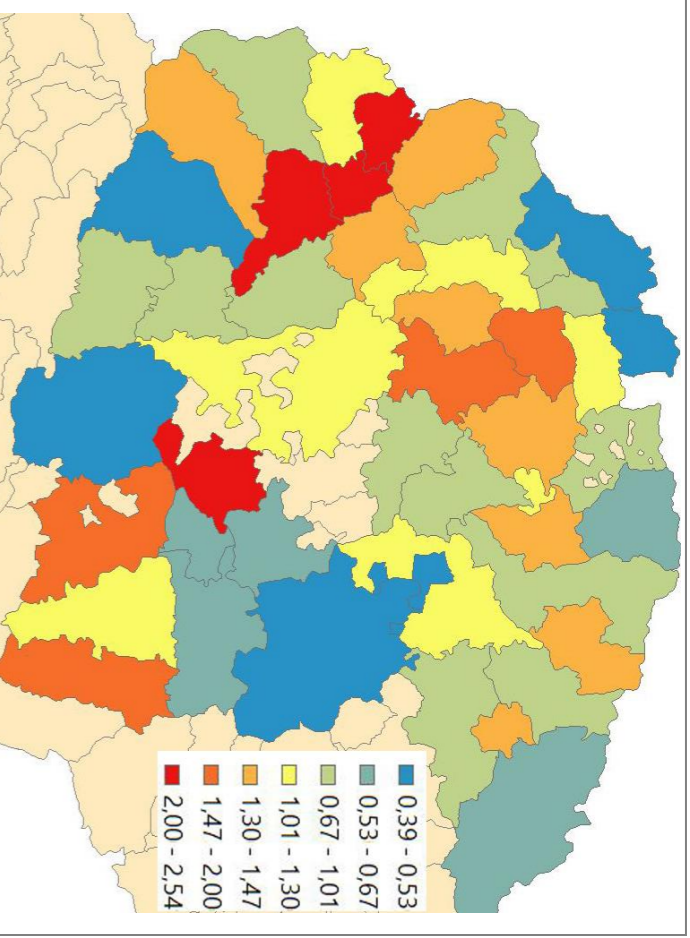 0,39 - 0,53
0,53 - 0,67
0,67 - 1,01
1,01 - 1,30
1,30 - 1,47
1,47 - 2,00
2,00 - 2,54